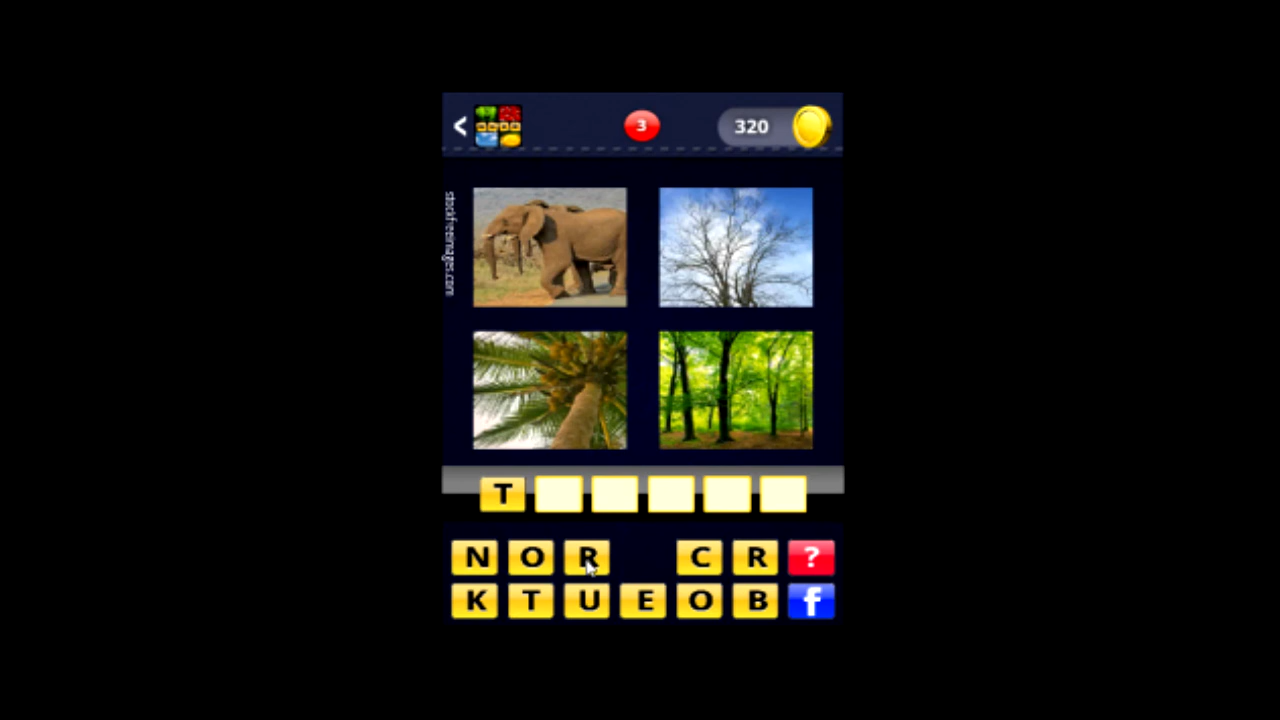 3
320
stockfreeimages.com
T
N O R C R ?
K T U E O B f